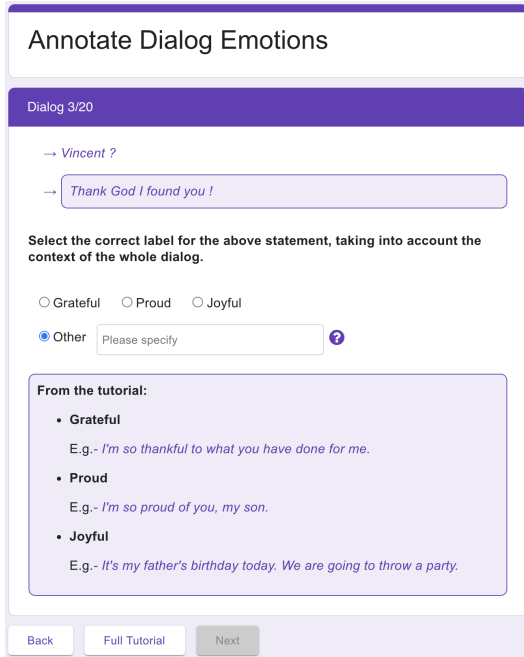 Annotate Dialog Emotions
Dialog 3/20
→ Vincent ?
→ Thank God I found you !
Select the correct label for the above statement, taking into account the
context of the whole dialog.
Grateful Proud Joyful
Other Please specify ?
From the tutorial:
• Grateful
E.g.- I'm so thankful to what you have done for me.
• Proud
E.g.- I'm so proud of you, my son.
• Joyful
E.g.- It's my father's birthday today. We are going to throw a party.
Back Full Tutorial Next